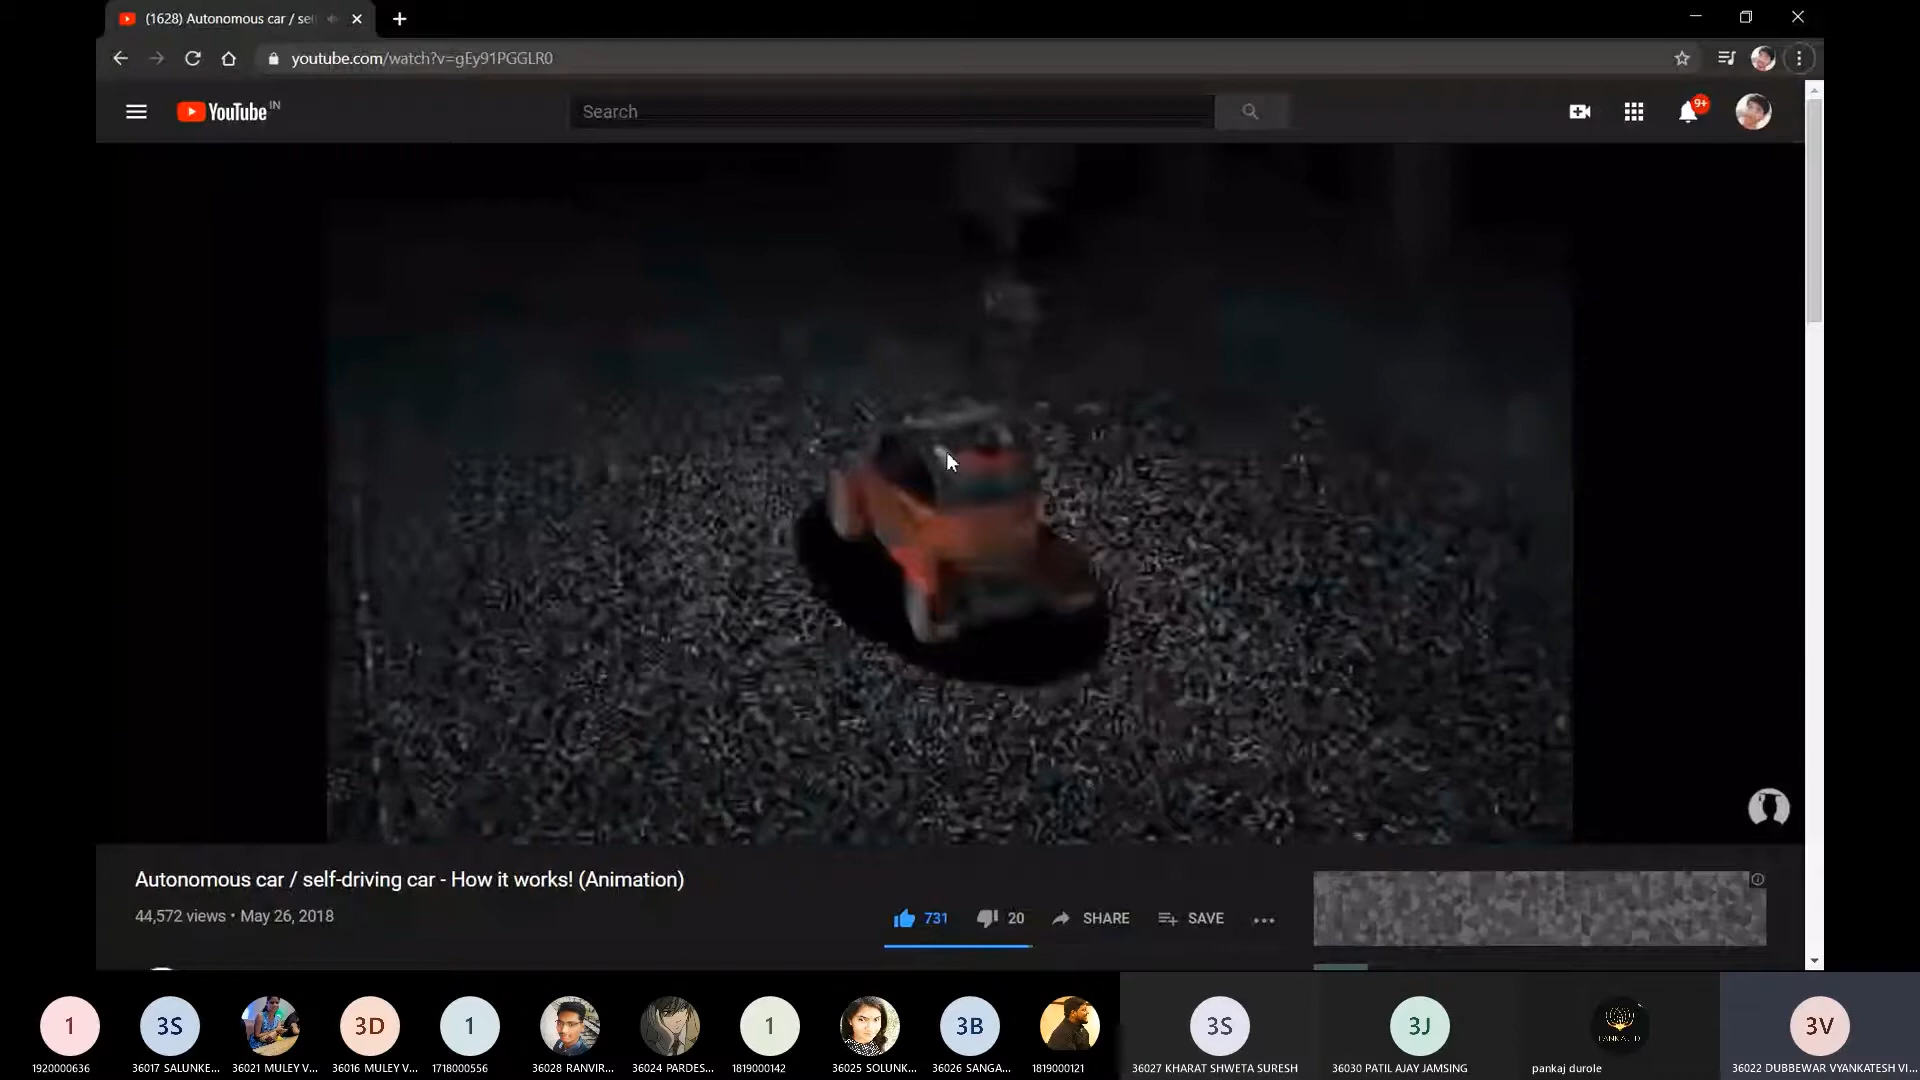 (1628) Autonomous car / se
youtube.com/watch?v=gEy91PGGLR0
YouTube IN
Search
9+
Autonomous car / self-driving car - How it works! (Animation)
44,572 views • May 26, 2018
731
20
SHARE
SAVE
1
3S
3D
1
1
3B
3S
3J
PANKAJ D
3V
1920000636
36017 SALUNKE...
36021 MULEY V...
36016 MULEY V...
1718000556
36028 RANVIR...
36024 PARDES...
1819000142
36025 SOLUNK...
36026 SANGA...
1819000121
36027 KHARAT SHWETA SURESH
36030 PATIL AJAY JAMSING
pankaj durole
36022 DUBBEWAR VYANKATESH VI...